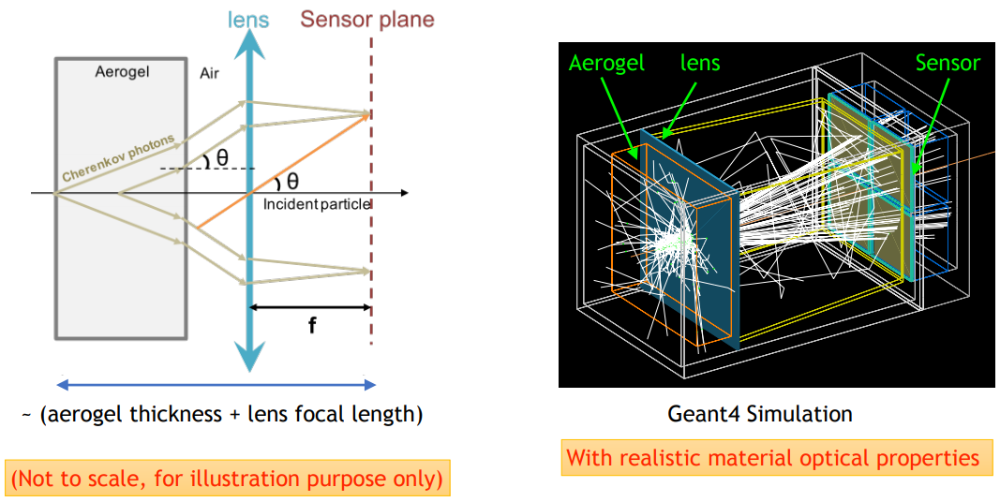 lens Sensor plane
Aerogel
Air
Cherenkov photons
θ
θ
Incident particle
f
~ (aerogel thickness + lens focal length)
(Not to scale, for illustration purpose only)
Aerogel lens Sensor
Geant4 Simulation
With realistic material optical properties